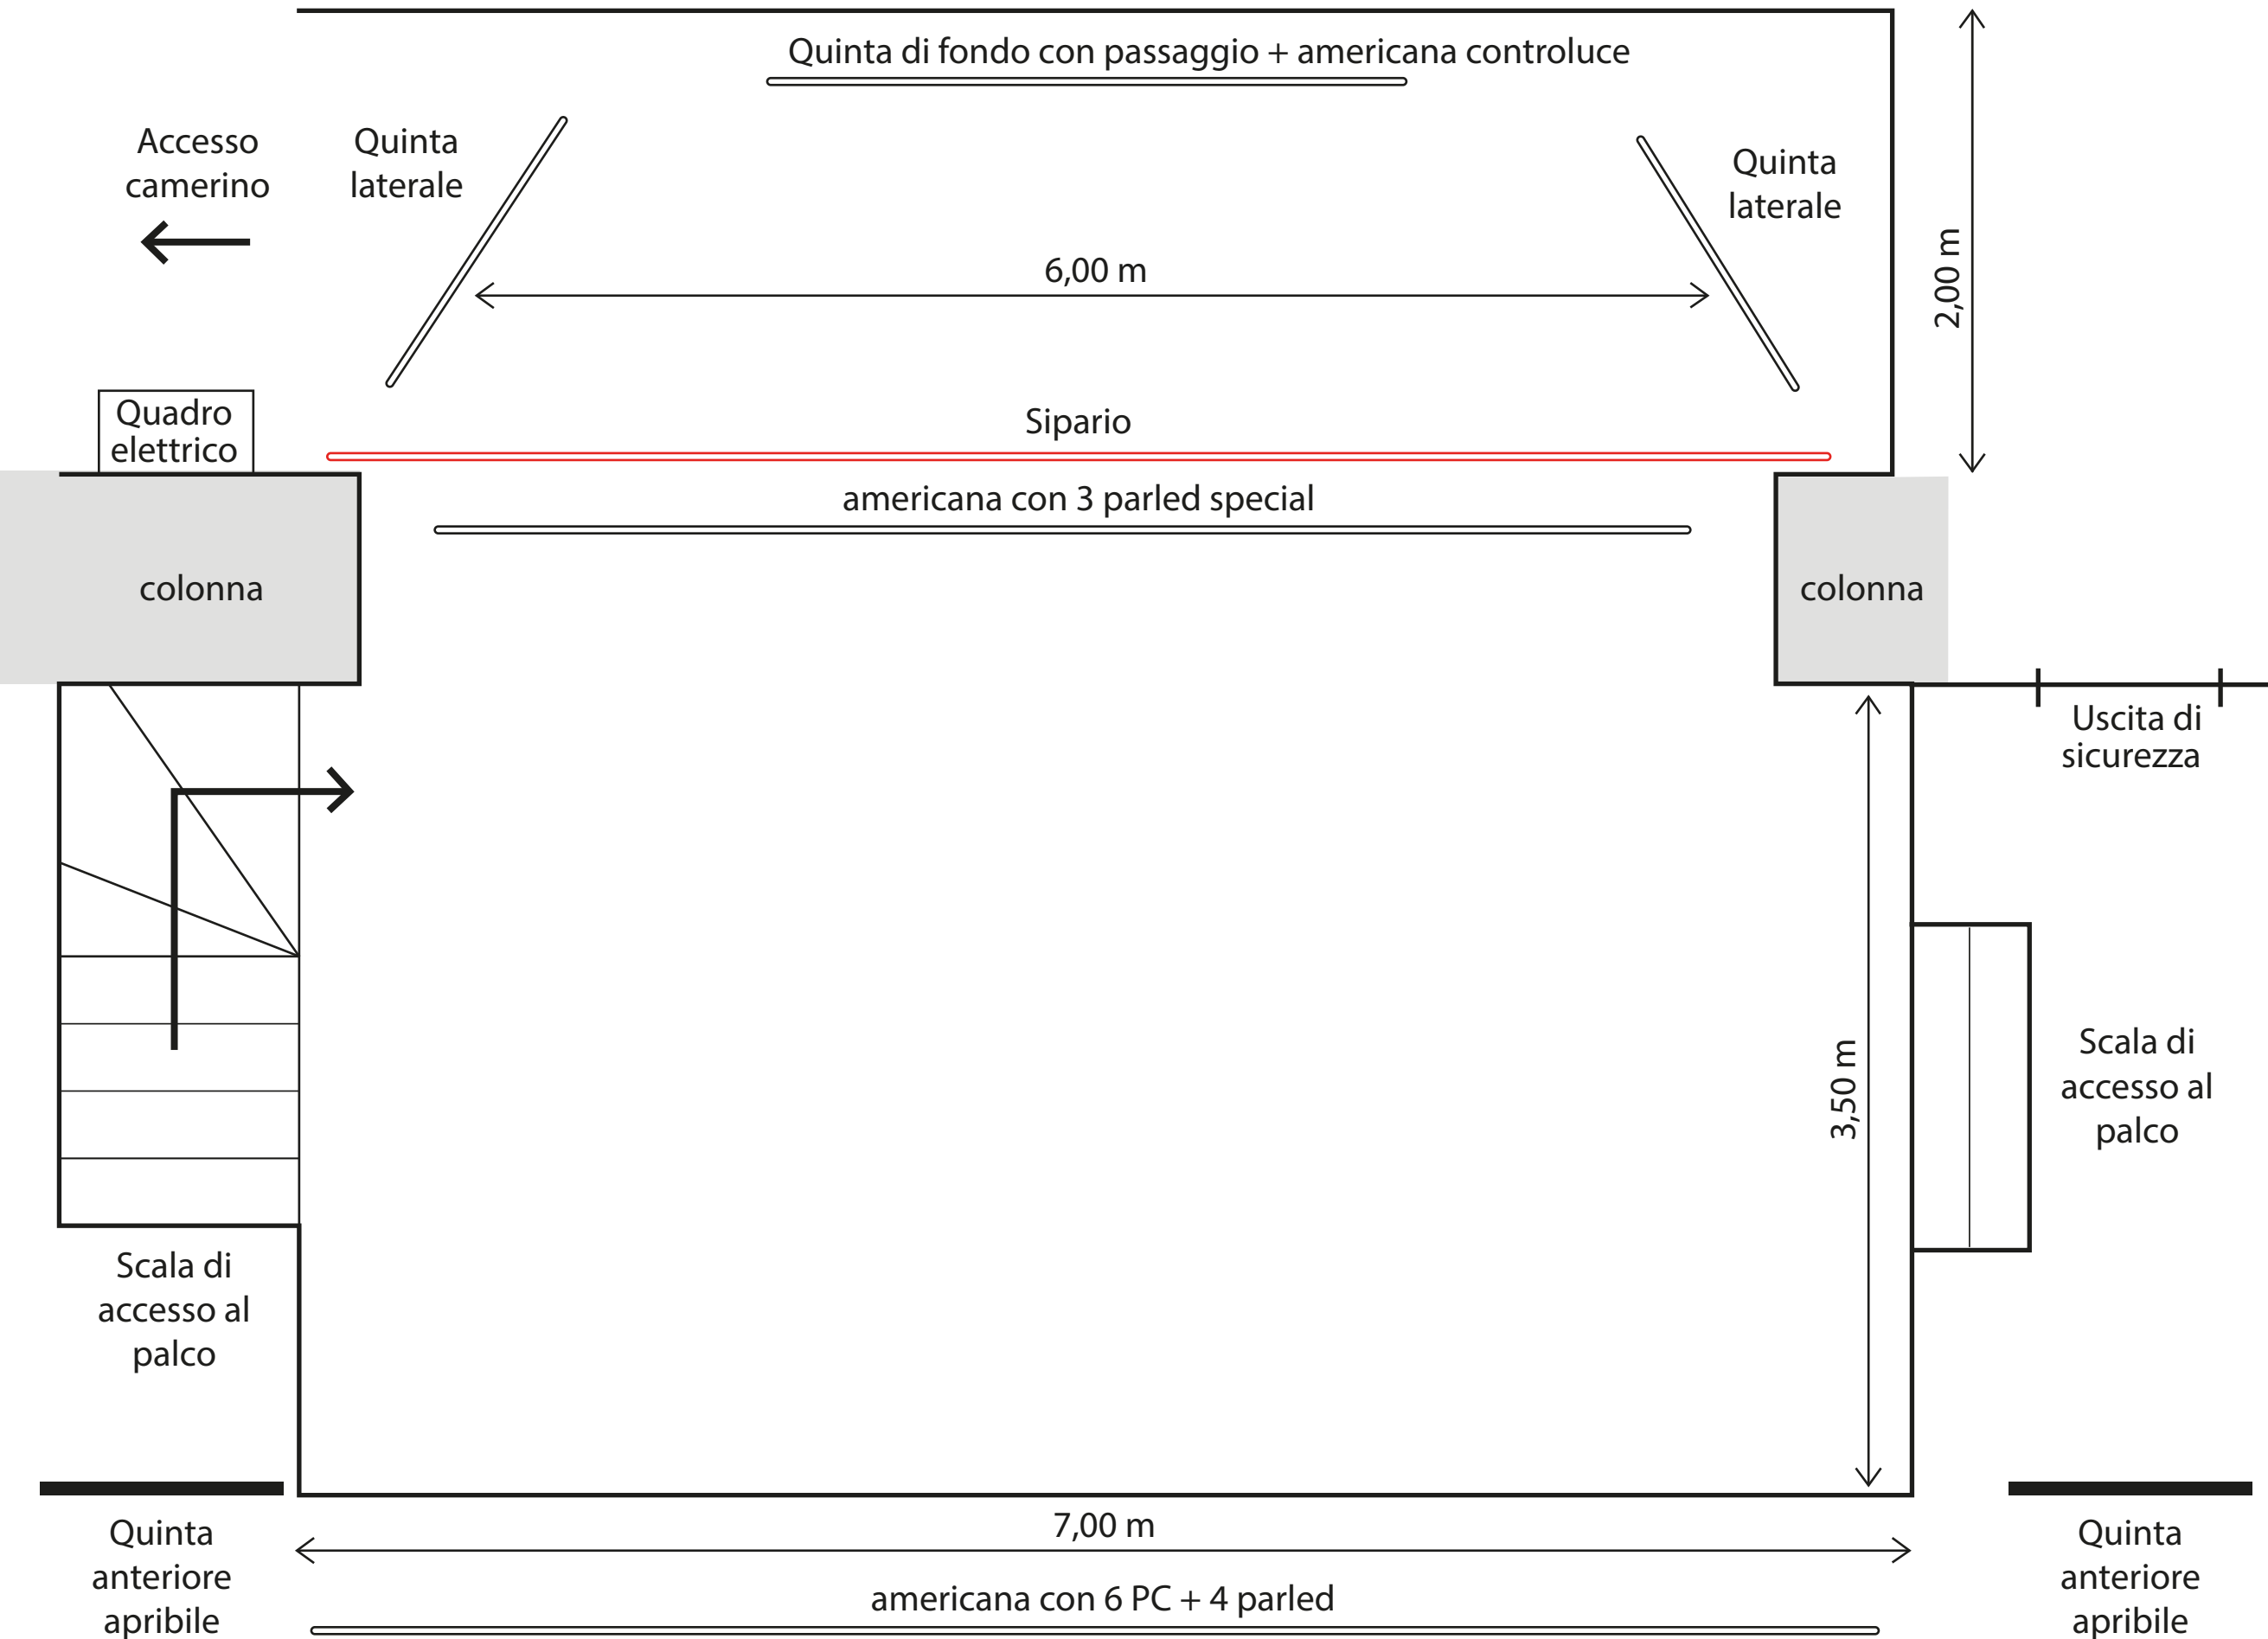 Quinta di fondo con passaggio + americana controluce
Accesso
camerino
Quinta
laterale
Quinta
laterale
6,00 m
2,00 m
Quadro
elettrico
Sipario
americana con 3 parled special
colonna
colonna
Uscita di
sicurezza
3,50 m
Scala di
accesso al
palco
Scala di
accesso al
palco
7,00 m
Quinta
anteriore
apribile
Quinta
anteriore
apribile
americana con 6 PC + 4 parled